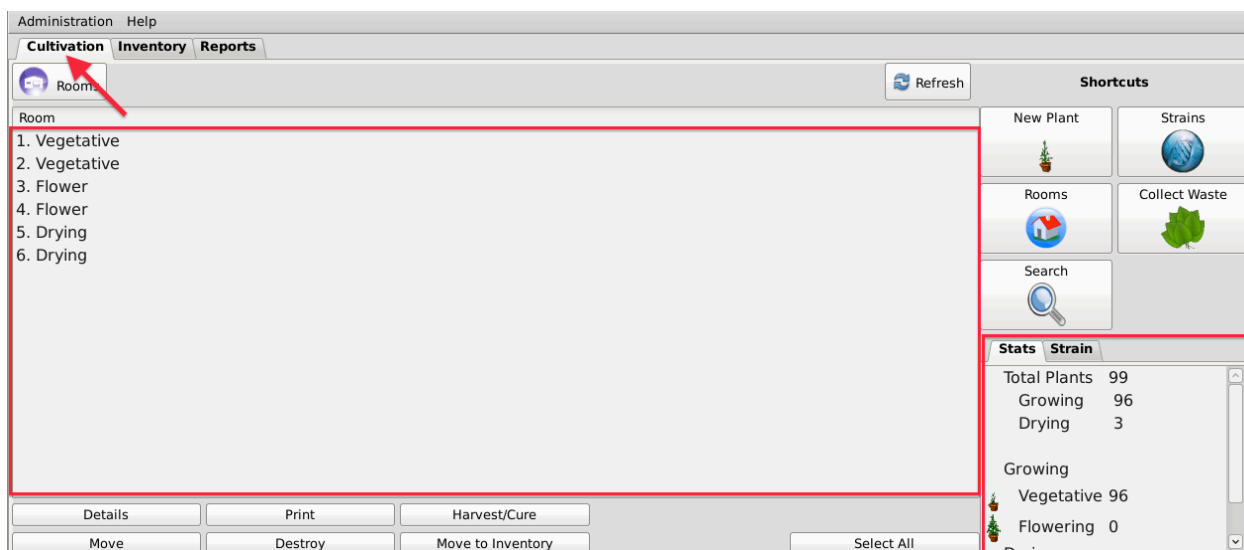 Administration Help
Cultivation Inventory Reports
Rooms
Refresh
Shortcuts
Room
1. Vegetative
2. Vegetative
3. Flower
4. Flower
5. Drying
6. Drying
New Plant
Strains
Rooms
Collect Waste
Search
Stats Strain
Total Plants 99
Growing 96
Drying 3
Growing
Vegetative 96
Flowering 0
Details Print Harvest/Cure
Move Destroy Move to Inventory Select All